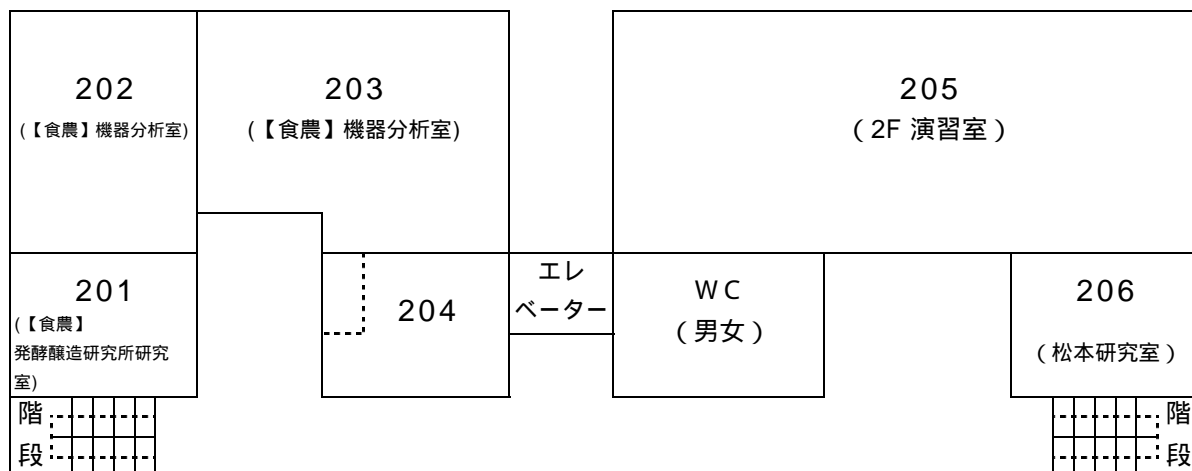 202
(【食農】機器分析室)
203
(【食農】機器分析室)
205
（2F 演習室）
201
(【食農】
発酵醸造研究所研究
室)
204
エレ
ベーター
WC
（男女）
206
（松本研究室）
階
段
階
段